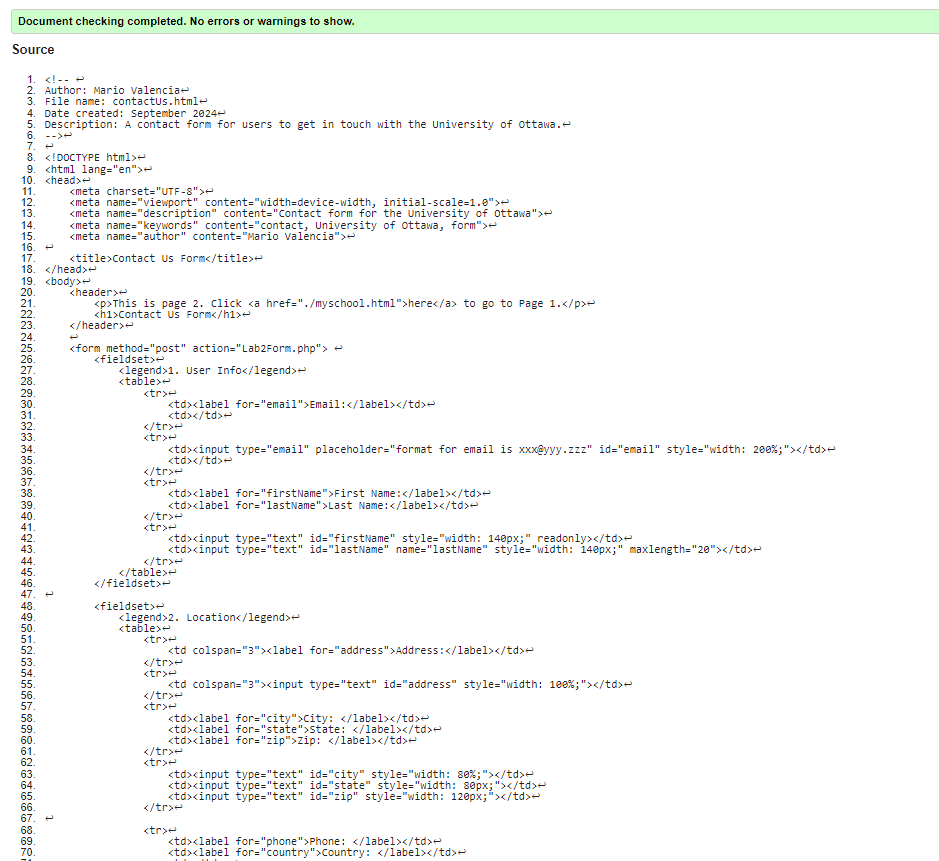 Document checking completed. No errors or warnings to show.
Source
1. <!-- ↩
2. Author: Mario Valencia↩
3. File name: contactUs.html↩
4. Date created: September 2024↩
5. Description: A contact form for users to get in touch with the University of Ottawa.↩
6. -->↩
7. ↩
8. <!DOCTYPE html>↩
9. <html lang="en">↩
10. <head>↩
11.     <meta charset="UTF-8">↩
12.     <meta name="viewport" content="width=device-width, initial-scale=1.0">↩
13.     <meta name="description" content="Contact form for the University of Ottawa">↩
14.     <meta name="keywords" content="contact, University of Ottawa, form">↩
15.     <meta name="author" content="Mario Valencia">↩
16. ↩
17.     <title>Contact Us Form</title>↩
18. </head>↩
19. <body>↩
20.     <header>↩
21.         <p>This is page 2. Click <a href="./myschool.html">here</a> to go to Page 1.</p>↩
22.         <h1>Contact Us Form</h1>↩
23.     </header>↩
24.     ↩
25.     <form method="post" action="Lab2Form.php"> ↩
26.         <fieldset>↩
27.             <legend>1. User Info</legend>↩
28.             <table>↩
29.                 <tr>↩
30.                     <td><label for="email">Email:</label></td>↩
31.                     <td></td>↩
32.                 </tr>↩
33.                 <tr>↩
34.                     <td><input type="email" placeholder="format for email is xxx@yyy.zzz" id="email" style="width: 200%;"></td>↩
35.                     <td></td>↩
36.                 </tr>↩
37.                 <tr>↩
38.                     <td><label for="firstName">First Name:</label></td>↩
39.                     <td><label for="lastName">Last Name:</label></td>↩
40.                 </tr>↩
41.                 <tr>↩
42.                     <td><input type="text" id="firstName" style="width: 140px;" readonly></td>↩
43.                     <td><input type="text" id="lastName" name="lastName" style="width: 140px;" maxlength="20"></td>↩
44.                 </tr>↩
45.             </table>↩
46.         </fieldset>↩
47. ↩
48.         <fieldset>↩
49.             <legend>2. Location</legend>↩
50.             <table>↩
51.                 <tr>↩
52.                     <td colspan="3"><label for="address">Address:</label></td>↩
53.                 </tr>↩
54.                 <tr>↩
55.                     <td colspan="3"><input type="text" id="address" style="width: 100%;"></td>↩
56.                 </tr>↩
57.                 <tr>↩
58.                     <td><label for="city">City: </label></td>↩
59.                     <td><label for="state">State: </label></td>↩
60.                     <td><label for="zip">Zip: </label></td>↩
61.                 </tr>↩
62.                 <tr>↩
63.                     <td><input type="text" id="city" style="width: 80%;"></td>↩
64.                     <td><input type="text" id="state" style="width: 80px;"></td>↩
65.                     <td><input type="text" id="zip" style="width: 120px;"></td>↩
66.                 </tr>↩
67. ↩
68.                 <tr>↩
69.                     <td><label for="phone">Phone: </label></td>↩
70.                     <td><label for="country">Country: </label></td>↩